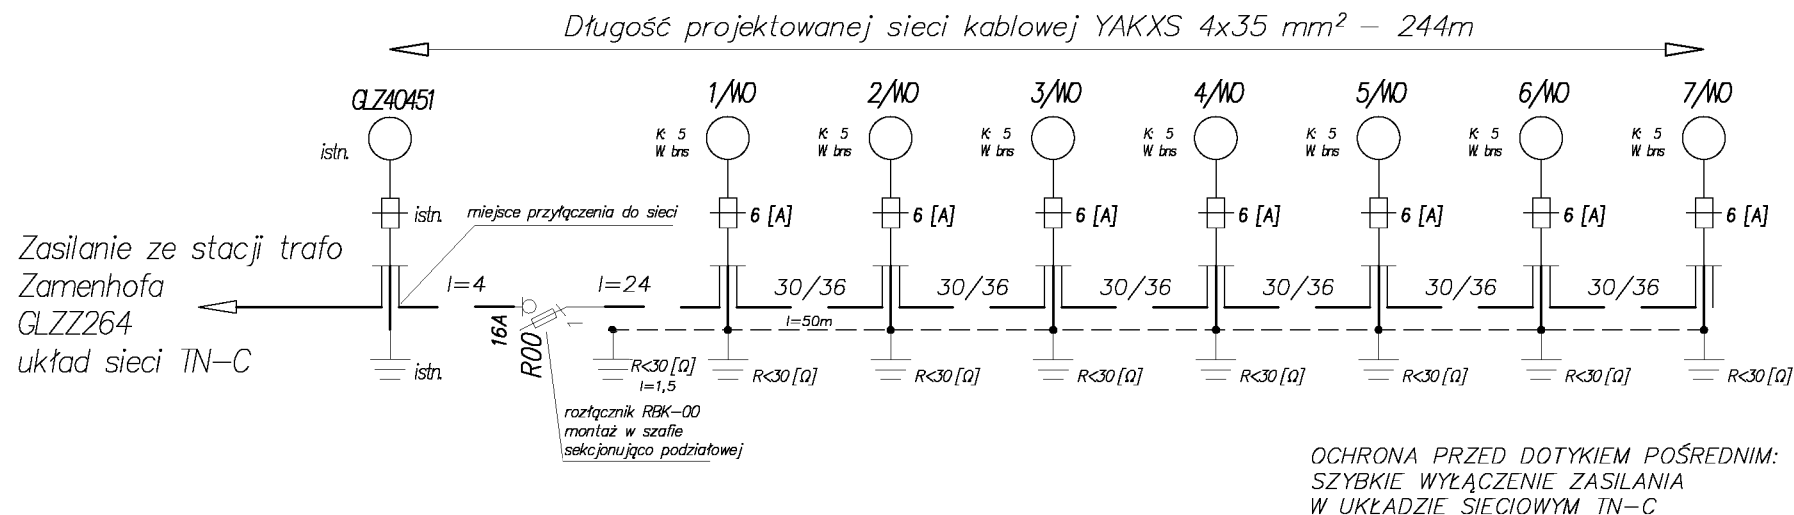 Długość projektowanej sieci kablowej YAKXS 4x35 mm² – 244m
GLZ40451
1/WO
2/WO
3/WO
4/WO
5/WO
6/WO
7/WO
istn.
K: 5
W: bns
K: 5
W: bns
K: 5
W: bns
K: 5
W: bns
K: 5
W: bns
K: 5
W: bns
K: 5
W: bns
istn.
miejsce przyłączenia do sieci
6 [A]
6 [A]
6 [A]
6 [A]
6 [A]
6 [A]
6 [A]
Zasilanie ze stacji trafo
Zamenhofa
GLZZ264
układ sieci TN–C
l=4
l=24
30/36
30/36
30/36
30/36
30/36
30/36
16A
R00
l=50m
istn.
R<30[Ω]
l=1,5
R<30[Ω]
R<30[Ω]
R<30[Ω]
R<30[Ω]
R<30[Ω]
R<30[Ω]
R<30[Ω]
rozłącznik RBK–00
montaż w szafie
sekcjonująco podziałowej
OCHRONA PRZED DOTYKIEM POŚREDNIM:
SZYBKIE WYŁĄCZENIE ZASILANIA
W UKŁADZIE SIECIOWYM TN–C